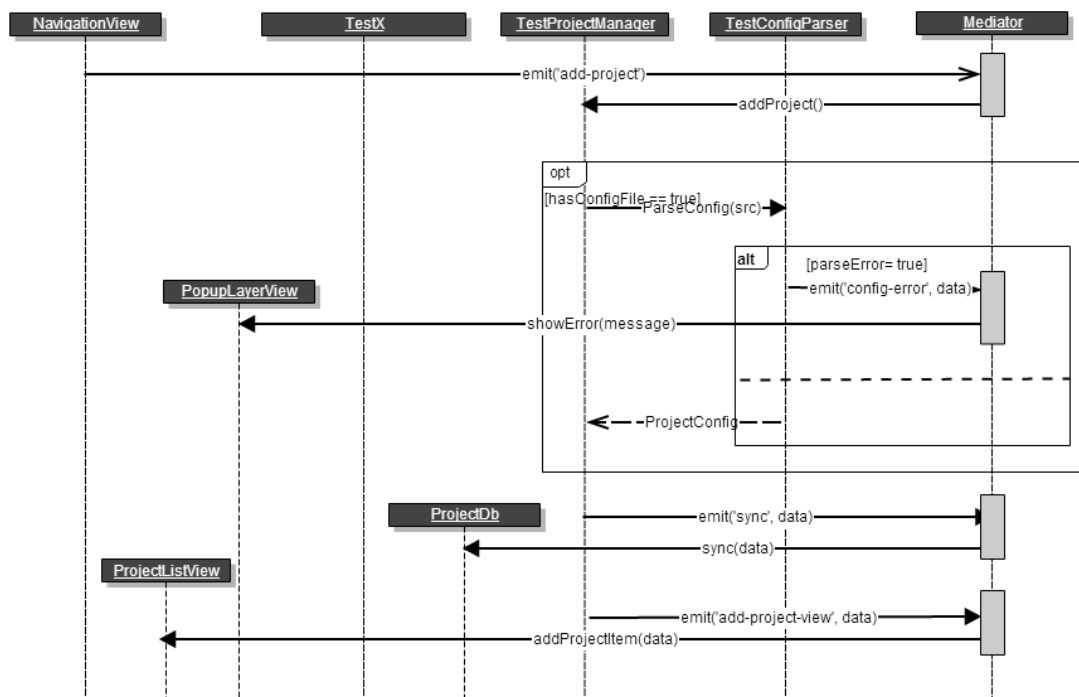 NavigationView
TestX
TestProjectManager
TestConfigParser
Mediator
emit('add-project')
addProject()
opt
[hasConfigFile == true]
ParseConfig(src)
alt
[parseError= true]
emit('config-error', data)
PopupLayerView
showError(message)
ProjectConfig
ProjectDb
emit('sync', data)
sync(data)
ProjectListView
emit('add-project-view', data)
addProjectItem(data)